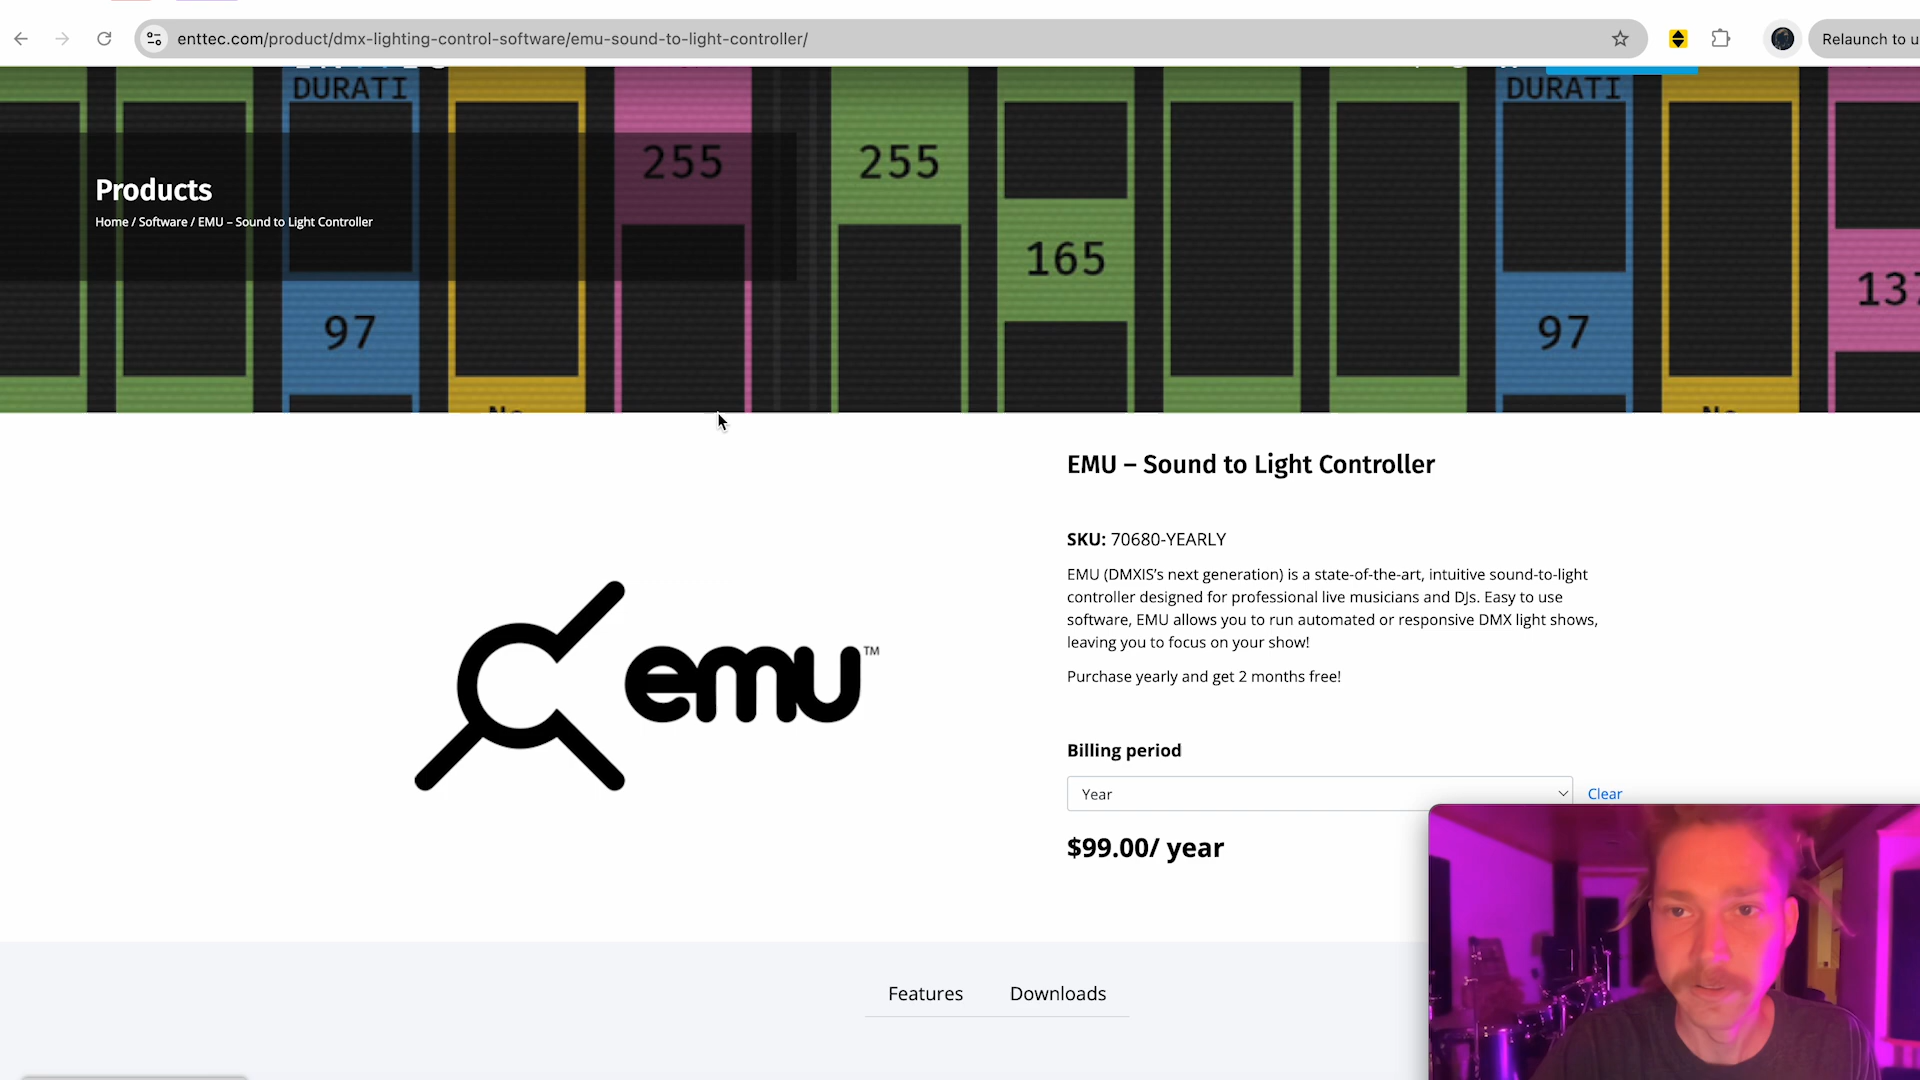 enttec.com/product/dmx-lighting-control-software/emu-sound-to-light-controller/
Relaunch to u
DURATI
DURATI
255
255
165
97
97
137
No
No
Products
Home / Software / EMU – Sound to Light Controller
EMU – Sound to Light Controller
SKU: 70680-YEARLY
EMU (DMXIS's next generation) is a state-of-the-art, intuitive sound-to-light
controller designed for professional live musicians and DJs. Easy to use
software, EMU allows you to run automated or responsive DMX light shows,
leaving you to focus on your show!
Purchase yearly and get 2 months free!
emu™
Billing period
Year
Clear
$99.00/ year
Features
Downloads